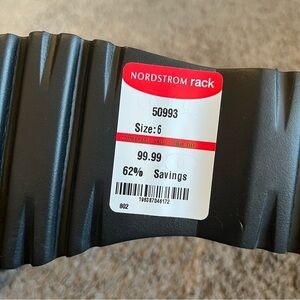 NORDSTROM rack
50993
Size:6
99.99
62% Savings
802